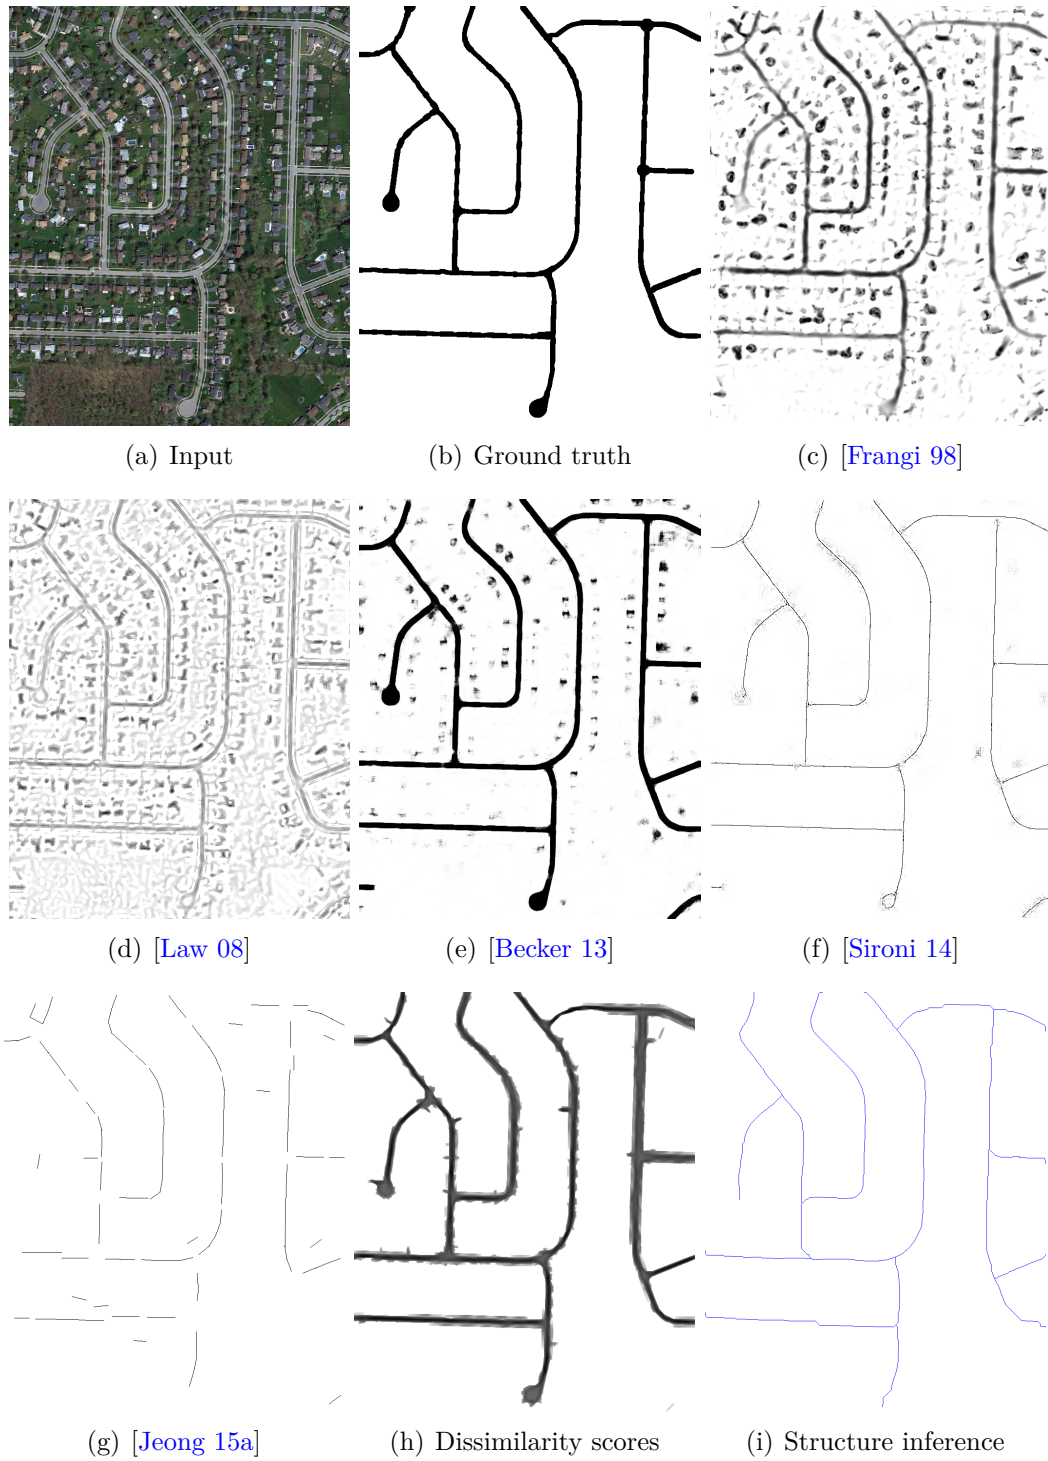 (a) Input
(b) Ground truth
(c) [Frangi 98]
(d) [Law 08]
(e) [Becker 13]
(f) [Sironi 14]
(g) [Jeong 15a]
(h) Dissimilarity scores
(i) Structure inference